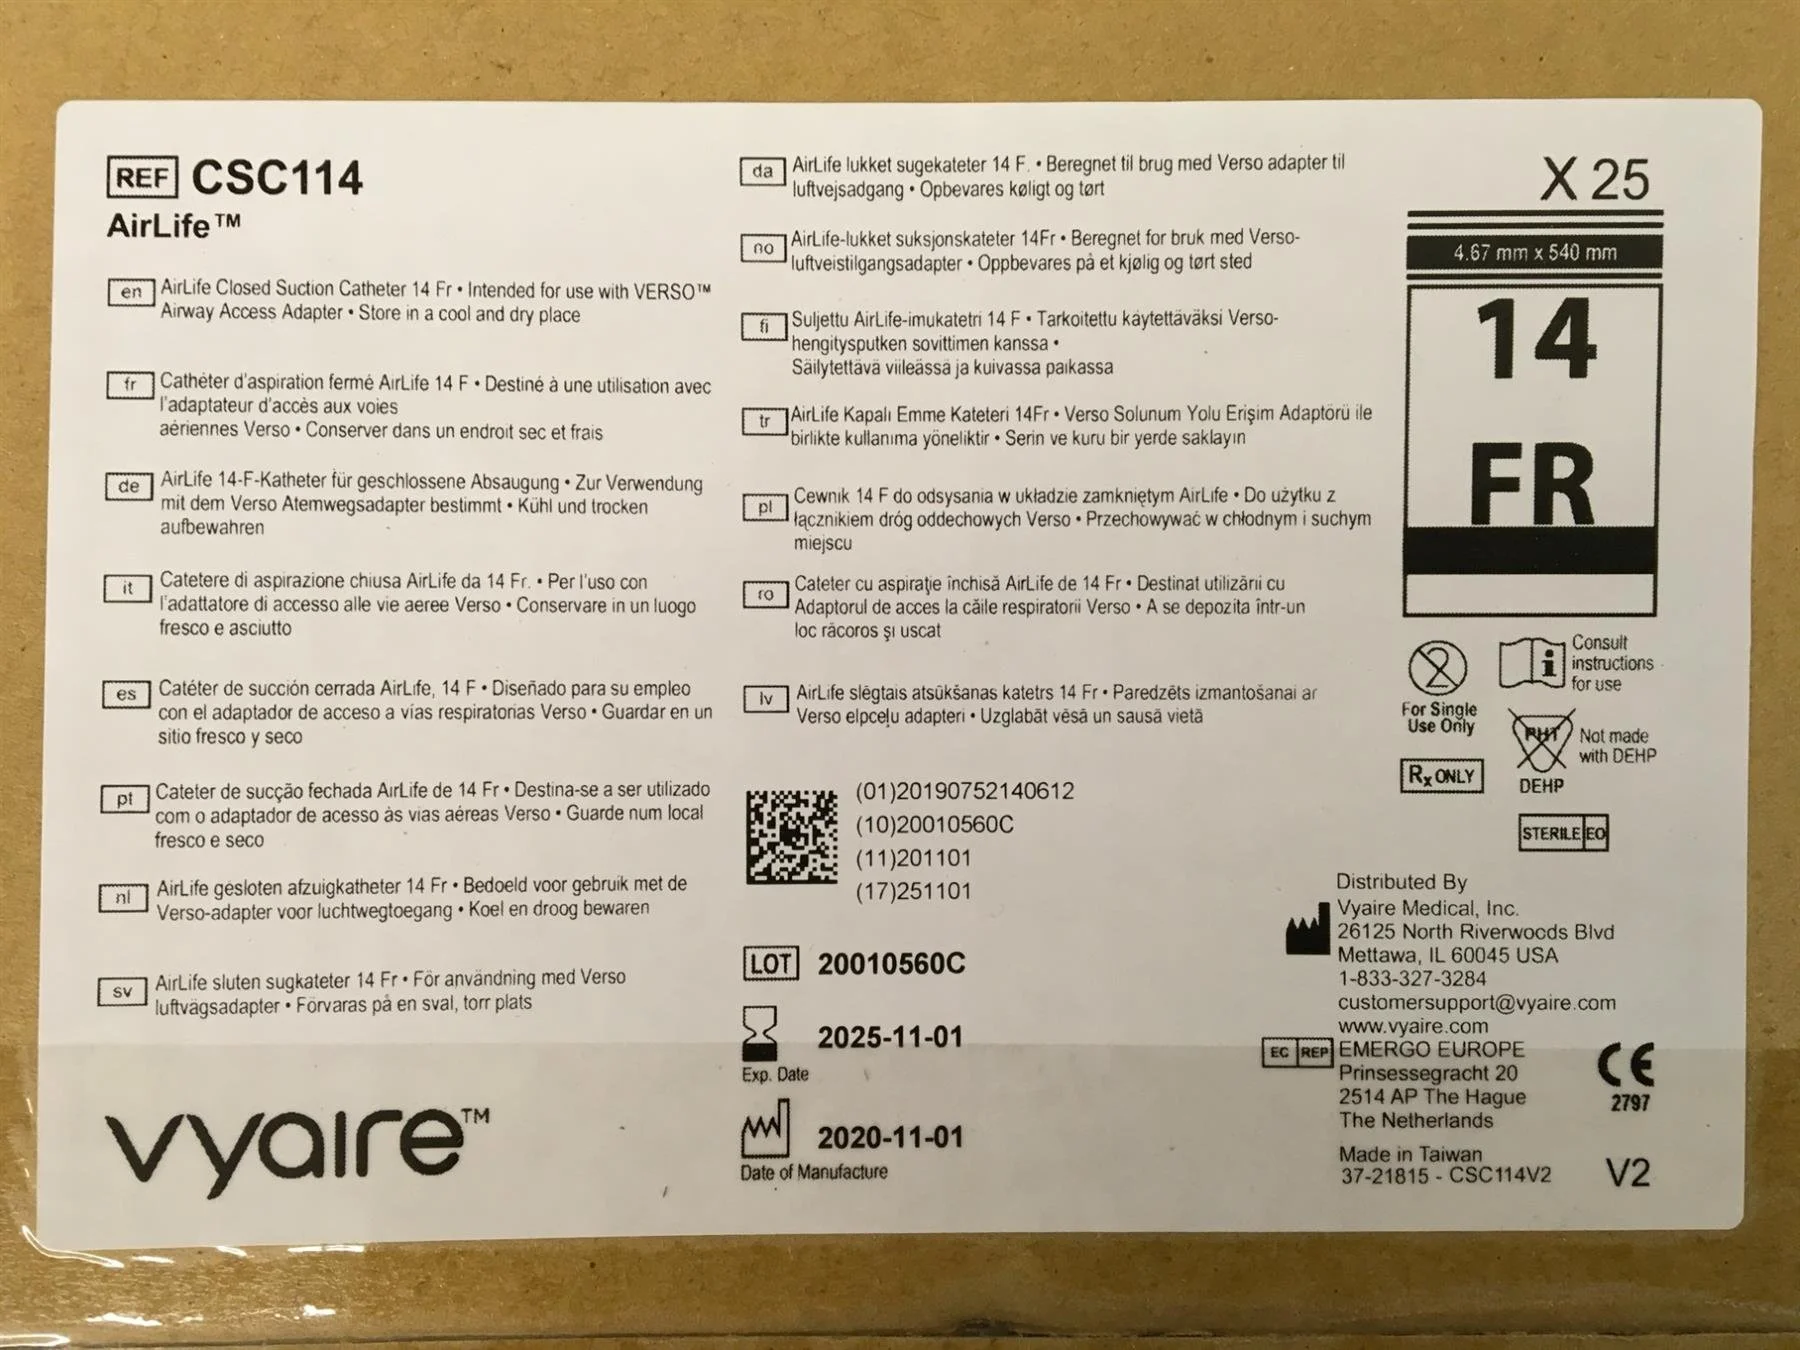 REF CSC114
AirLife™
en AirLife Closed Suction Catheter 14 Fr • Intended for use with VERSO™
Airway Access Adapter • Store in a cool and dry place
fr Cathéter d'aspiration fermé AirLife 14 F • Destiné à une utilisation avec
l'adaptateur d'accès aux voies
aériennes Verso • Conserver dans un endroit sec et frais
de AirLife 14-F-Katheter für geschlossene Absaugung • Zur Verwendung
mit dem Verso Atemwegsadapter bestimmt • Kühl und trocken
aufbewahren
it Catetere di aspirazione chiusa AirLife da 14 Fr. • Per l'uso con
l'adattatore di accesso alle vie aeree Verso • Conservare in un luogo
fresco e asciutto
es Catéter de succión cerrada AirLife, 14 F • Diseñado para su empleo
con el adaptador de acceso a vías respiratorias Verso • Guardar en un
sitio fresco y seco
pt Cateter de sucção fechada AirLife de 14 Fr • Destina-se a ser utilizado
com o adaptador de acesso às vias aéreas Verso • Guarde num local
fresco e seco
nl AirLife gesloten afzuigkatheter 14 Fr • Bedoeld voor gebruik met de
Verso-adapter voor luchtwegtoegang • Koel en droog bewaren
sv AirLife sluten sugkateter 14 Fr • För användning med Verso
luftvägsadapter • Förvaras på en sval, torr plats
vyaire™
da AirLife lukket sugekateter 14 F. • Beregnet til brug med Verso adapter til
luftvejsadgang • Opbevares køligt og tørt
no AirLife-lukket suksjonskateter 14Fr • Beregnet for bruk med Verso-
luftveistilgangsadapter • Oppbevares på et kjølig og tørt sted
fi Suljettu AirLife-imukatetri 14 F • Tarkoitettu käytettäväksi Verso-
hengitysputken sovittimen kanssa •
Säilytettävä viileässä ja kuivassa paikassa
tr AirLife Kapalı Emme Kateteri 14Fr • Verso Solunum Yolu Erişim Adaptörü ile
birlikte kullanıma yöneliktir • Serin ve kuru bir yerde saklayın
pl Cewnik 14 F do odsysania w układzie zamkniętym AirLife • Do użytku z
łącznikiem dróg oddechowych Verso • Przechowywać w chłodnym i suchym
miejscu
ro Cateter cu aspiraţie închisă AirLife de 14 Fr • Destinat utilizării cu
Adaptorul de acces la căile respiratorii Verso • A se depozita într-un
loc răcoros şi uscat
lv AirLife slēgtais atsūkšanas katetrs 14 Fr • Paredzēts izmantošanai ar
Verso elpceļu adapteri • Uzglabāt vēsā un sausā vietā
(01)20190752140612
(10)20010560C
(11)201101
(17)251101
LOT 20010560C
2025-11-01
Exp. Date
2020-11-01
Date of Manufacture
X 25
4.67 mm x 540 mm
14
FR
2
For Single
Use Only
Consult
instructions
for use
PHT
DEHP
Not made
with DEHP
Rx ONLY
STERILE EO
Distributed By
Vyaire Medical, Inc.
26125 North Riverwoods Blvd
Mettawa, IL 60045 USA
1-833-327-3284
customersupport@vyaire.com
www.vyaire.com
EC REP EMERGO EUROPE
Prinsessegracht 20
2514 AP The Hague
The Netherlands
CE
2797
Made in Taiwan
37-21815 - CSC114V2
V2